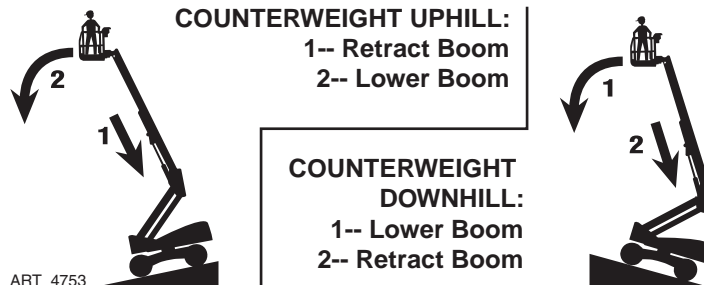 COUNTERWEIGHT UPHILL:
1-- Retract Boom
2-- Lower Boom
2
1
ART_4753
COUNTERWEIGHT
DOWNHILL:
1-- Lower Boom
2-- Retract Boom
1
2